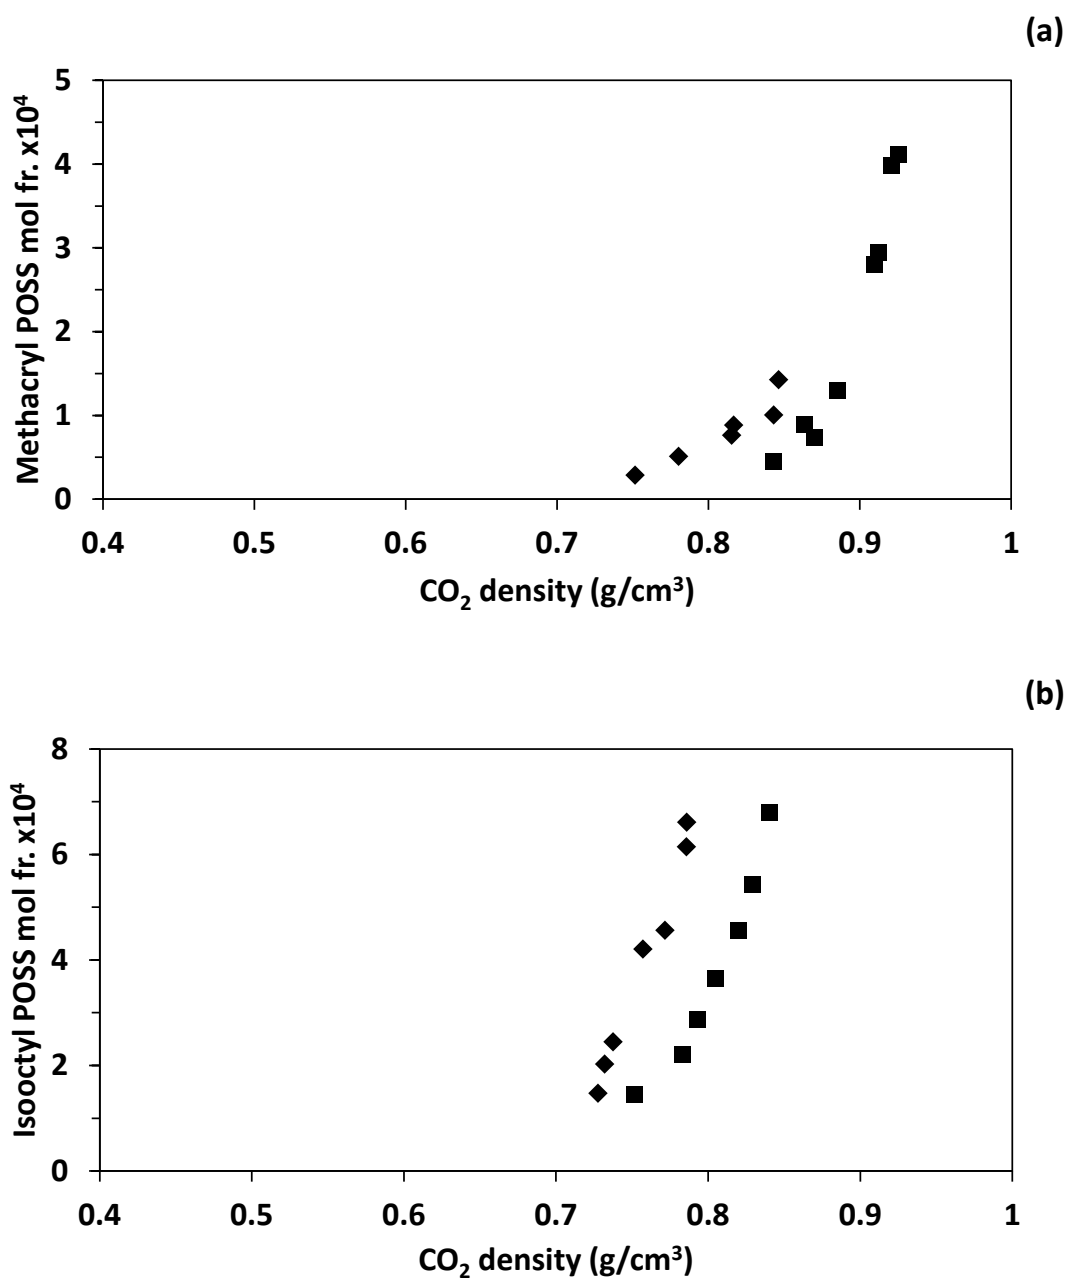 (a)
Methacryl POSS mol fr. x10⁴
5
4
3
2
1
0
0.4 0.5 0.6 0.7 0.8 0.9 1
CO₂ density (g/cm³)
(b)
Isooctyl POSS mol fr. x10⁴
8
6
4
2
0
0.4 0.5 0.6 0.7 0.8 0.9 1
CO₂ density (g/cm³)